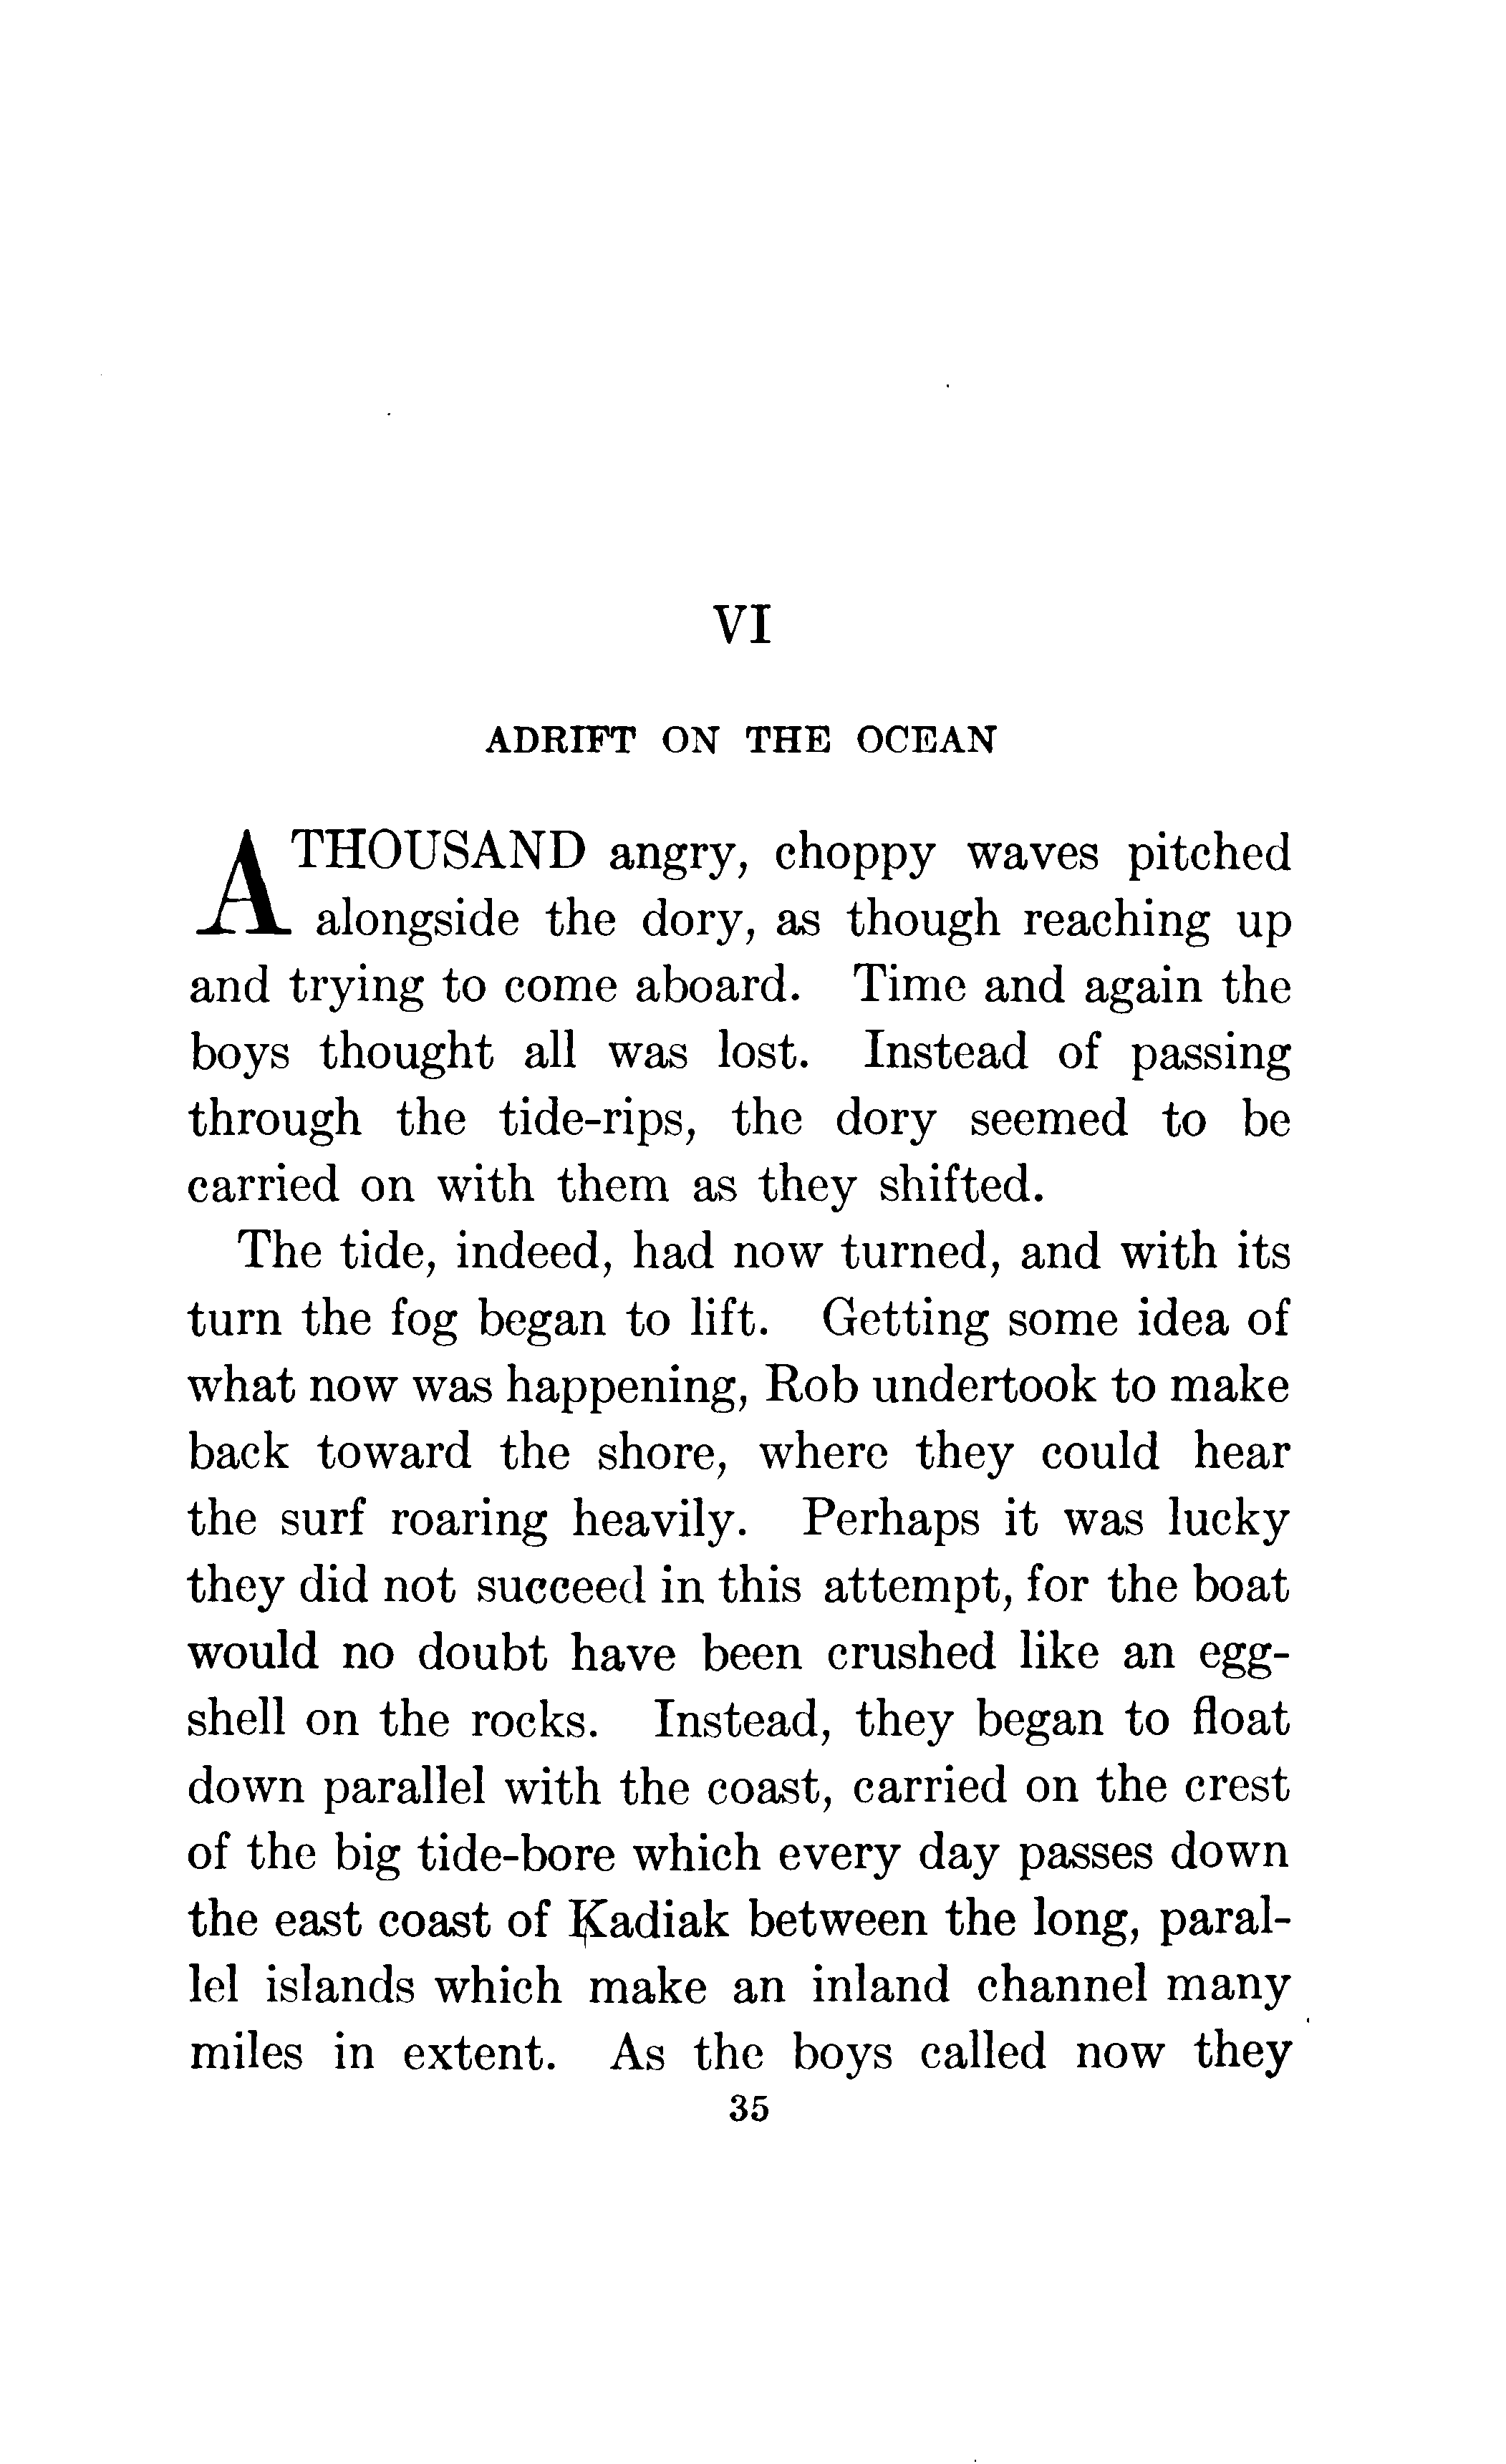 VI
ADRIFT ON THE OCEAN
A THOUSAND angry, choppy waves pitched
alongside the dory, as though reaching up
and trying to come aboard. Time and again the
boys thought all was lost. Instead of passing
through the tide-rips, the dory seemed to be
carried on with them as they shifted.
The tide, indeed, had now turned, and with its
turn the fog began to lift. Getting some idea of
what now was happening, Rob undertook to make
back toward the shore, where they could hear
the surf roaring heavily. Perhaps it was lucky
they did not succeed in this attempt, for the boat
would no doubt have been crushed like an egg-
shell on the rocks. Instead, they began to float
down parallel with the coast, carried on the crest
of the big tide-bore which every day passes down
the east coast of Kadiak between the long, paral-
lel islands which make an inland channel many
miles in extent. As the boys called now they
35